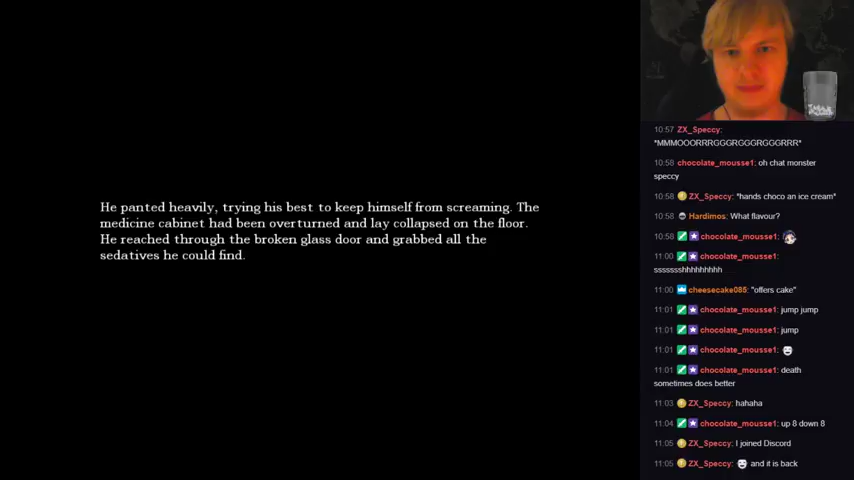 He panted heavily, trying his best to keep himself from screaming. The
medicine cabinet had been overturned and lay collapsed on the floor.
He reached through the broken glass door and grabbed all the
sedatives he could find.
10:57 ZX_Speccy:
*MMMOOORRRGGGRGGGRGGGRRR*
10:58 chocolate_mousse1: oh chat monster
speccy
10:58 ZX_Speccy: *hands choco an ice cream*
10:58 Hardimos: What flavour?
10:58 chocolate_mousse1:
11:00 chocolate_mousse1:
ssssssshhhhhhhhh
11:00 cheesecake085: "offers cake"
11:01 chocolate_mousse1: jump jump
11:01 chocolate_mousse1: jump
11:01 chocolate_mousse1:
11:01 chocolate_mousse1: death
sometimes does better
11:03 ZX_Speccy: hahaha
11:04 chocolate_mousse1: up 8 down 8
11:05 ZX_Speccy: I joined Discord
11:05 ZX_Speccy: and it is back